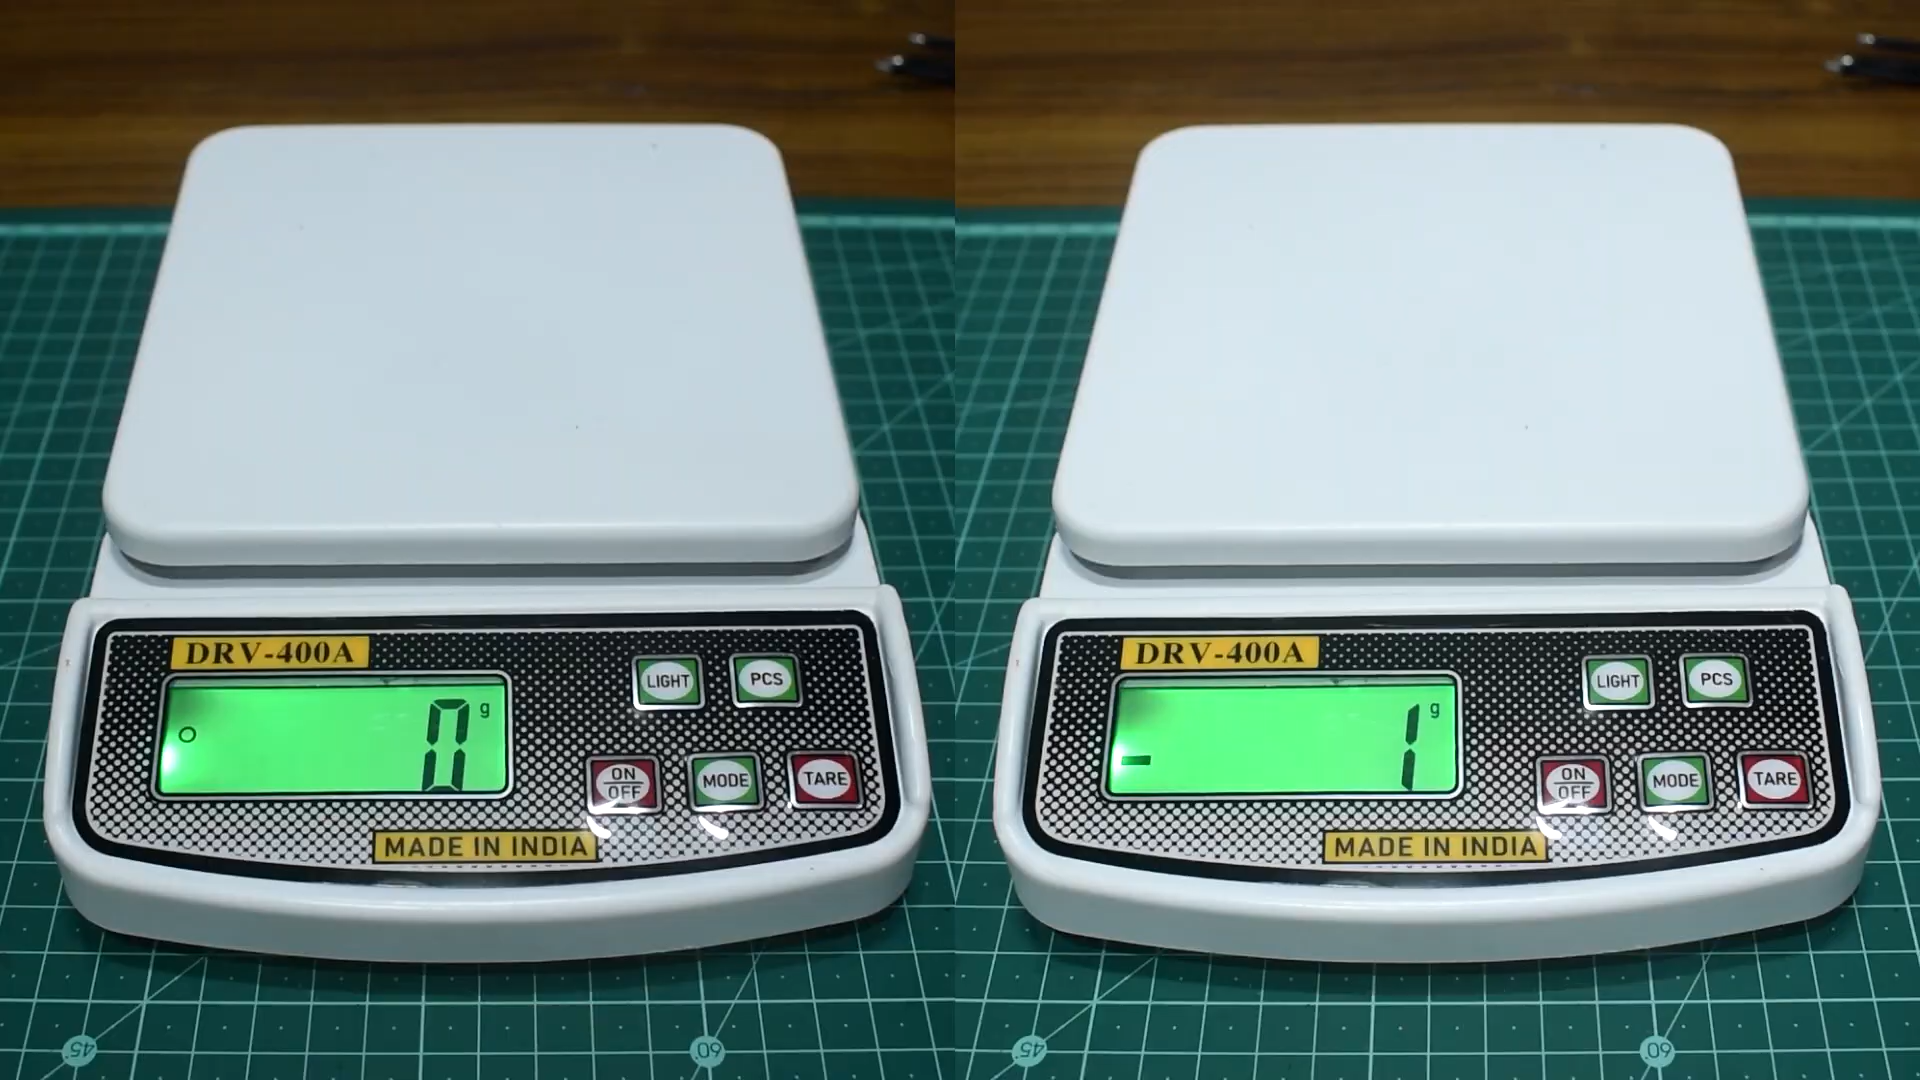 DRV-400A
0 g
LIGHT
PCS
ON
OFF
MODE
TARE
MADE IN INDIA
45°
60°
DRV-400A
-1 g
LIGHT
PCS
ON
OFF
MODE
TARE
MADE IN INDIA
45°
60°